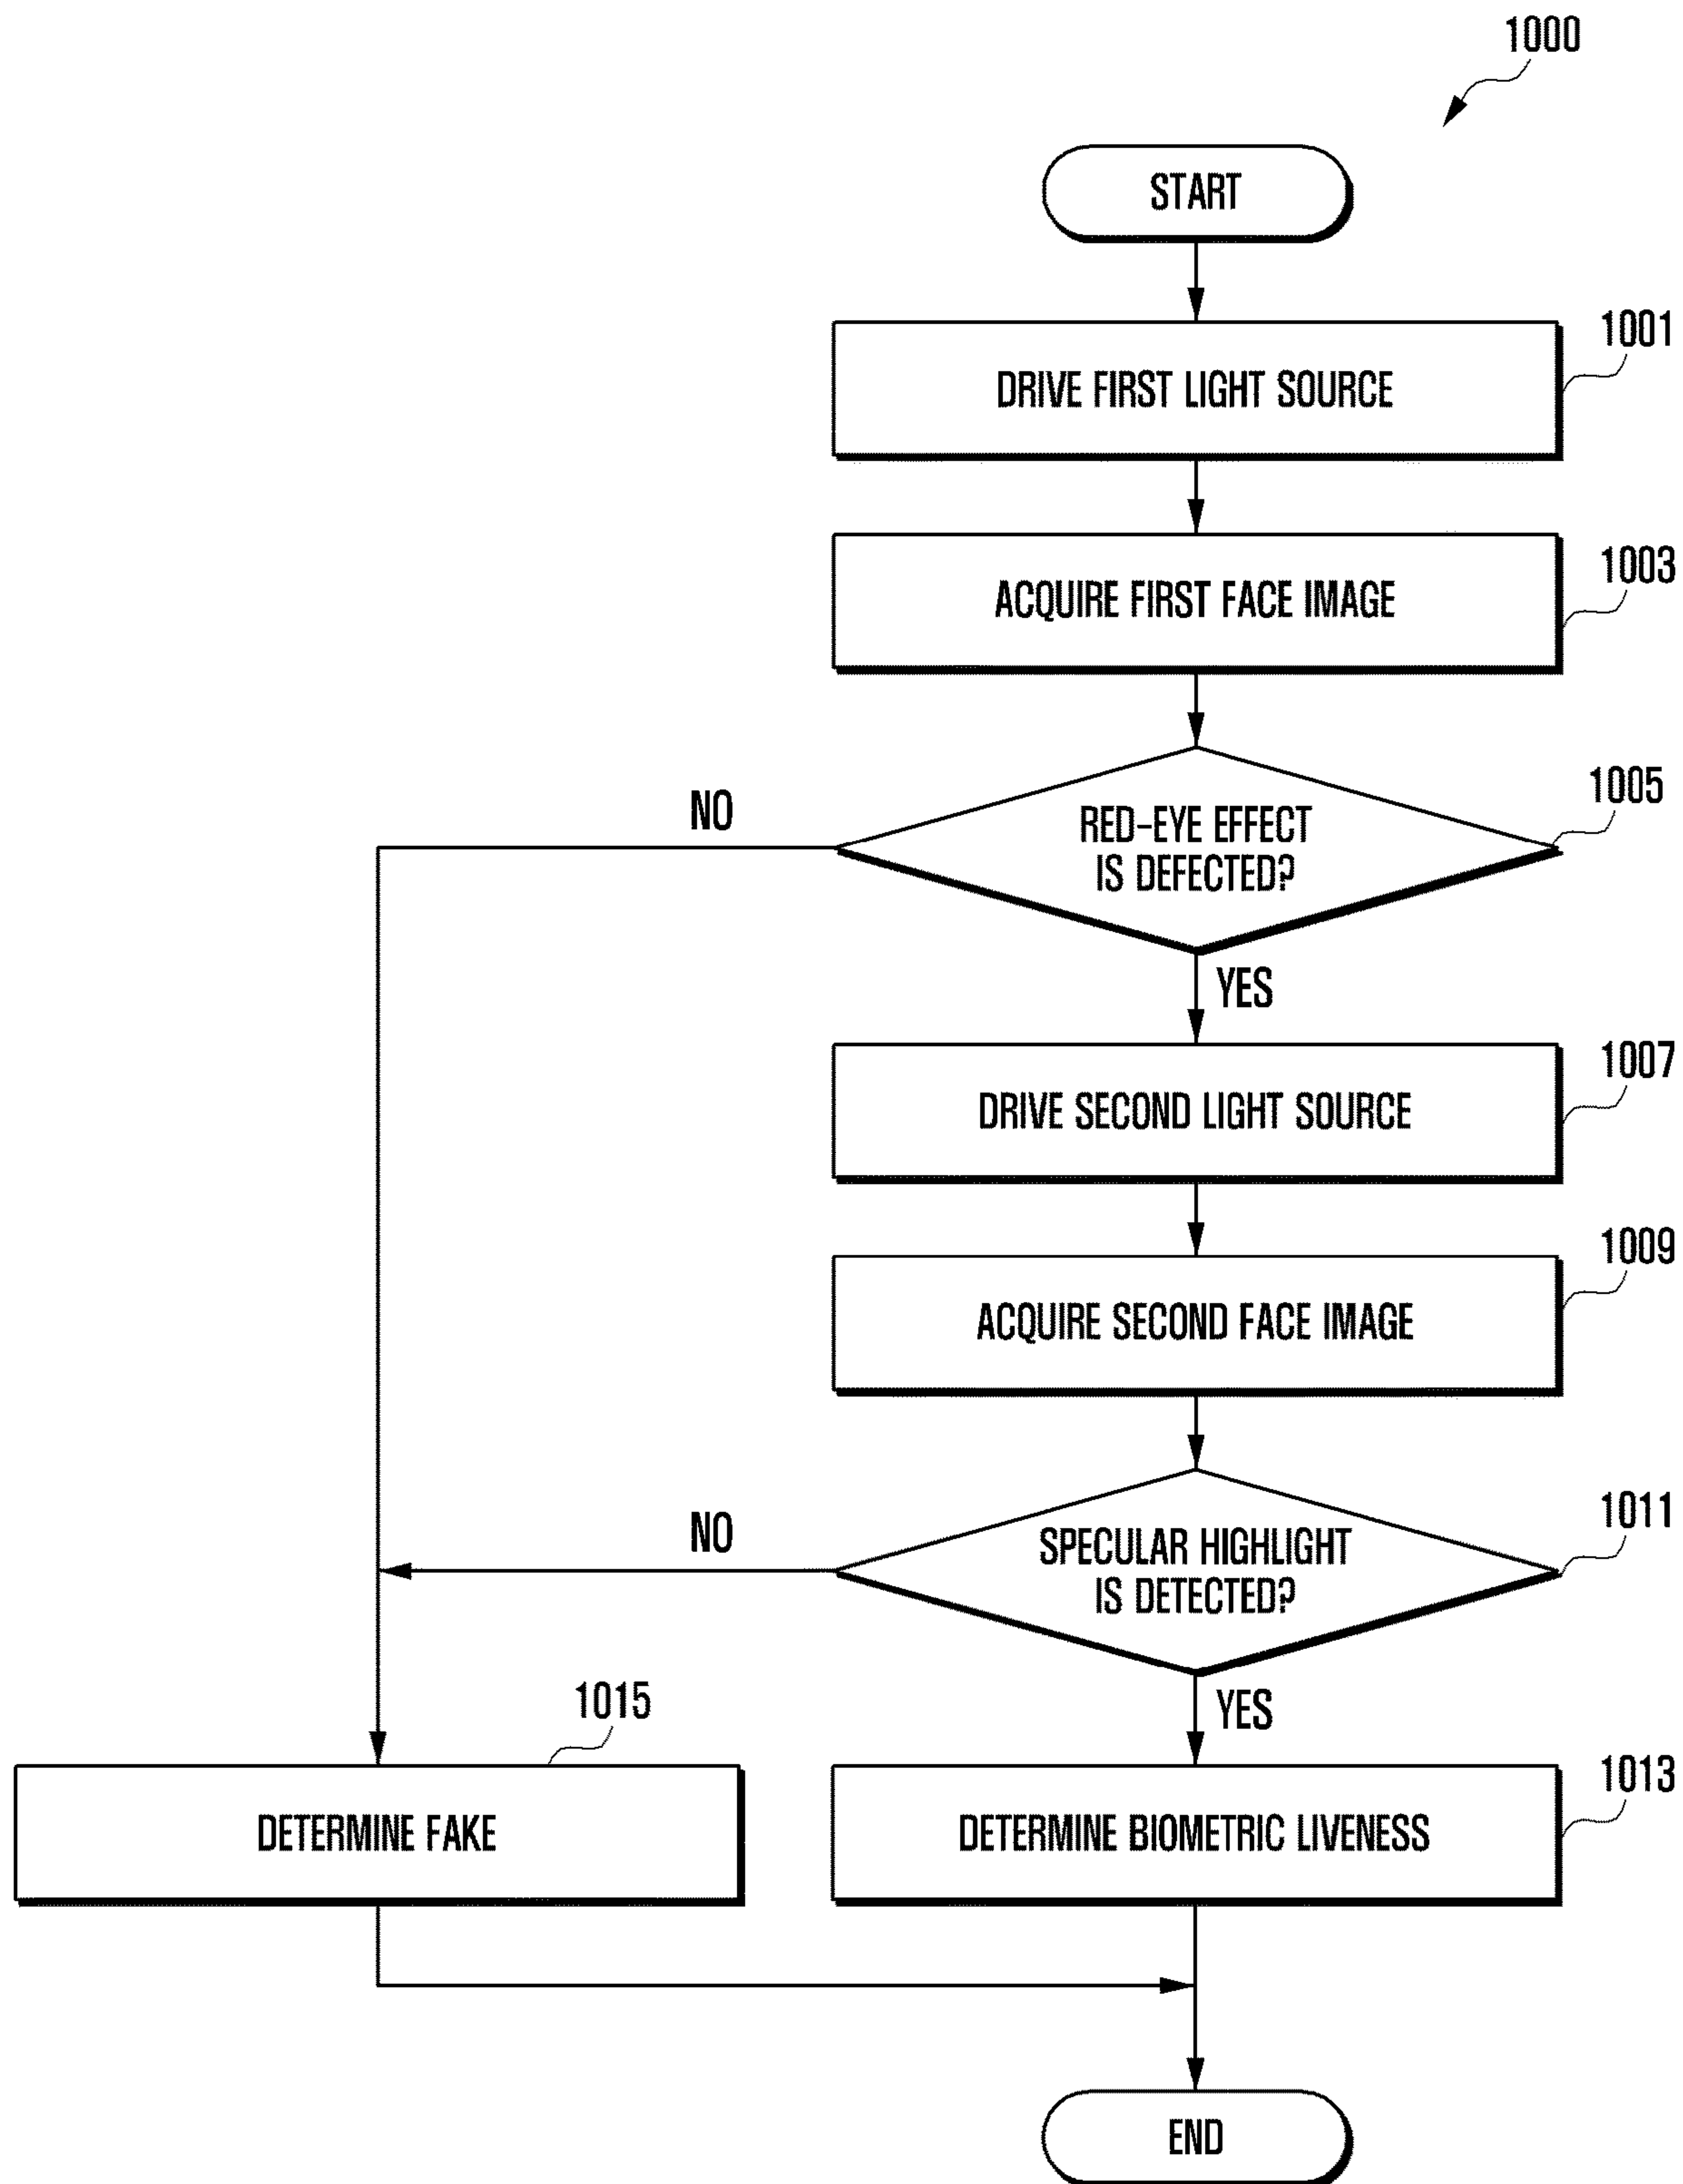 1000
START
1001
DRIVE FIRST LIGHT SOURCE
1003
ACQUIRE FIRST FACE IMAGE
1005
NO
RED-EYE EFFECT
IS DEFECTED?
YES
1007
DRIVE SECOND LIGHT SOURCE
1009
ACQUIRE SECOND FACE IMAGE
1011
NO
SPECULAR HIGHLIGHT
IS DETECTED?
YES
1015
1013
DETERMINE FAKE
DETERMINE BIOMETRIC LIVENESS
END